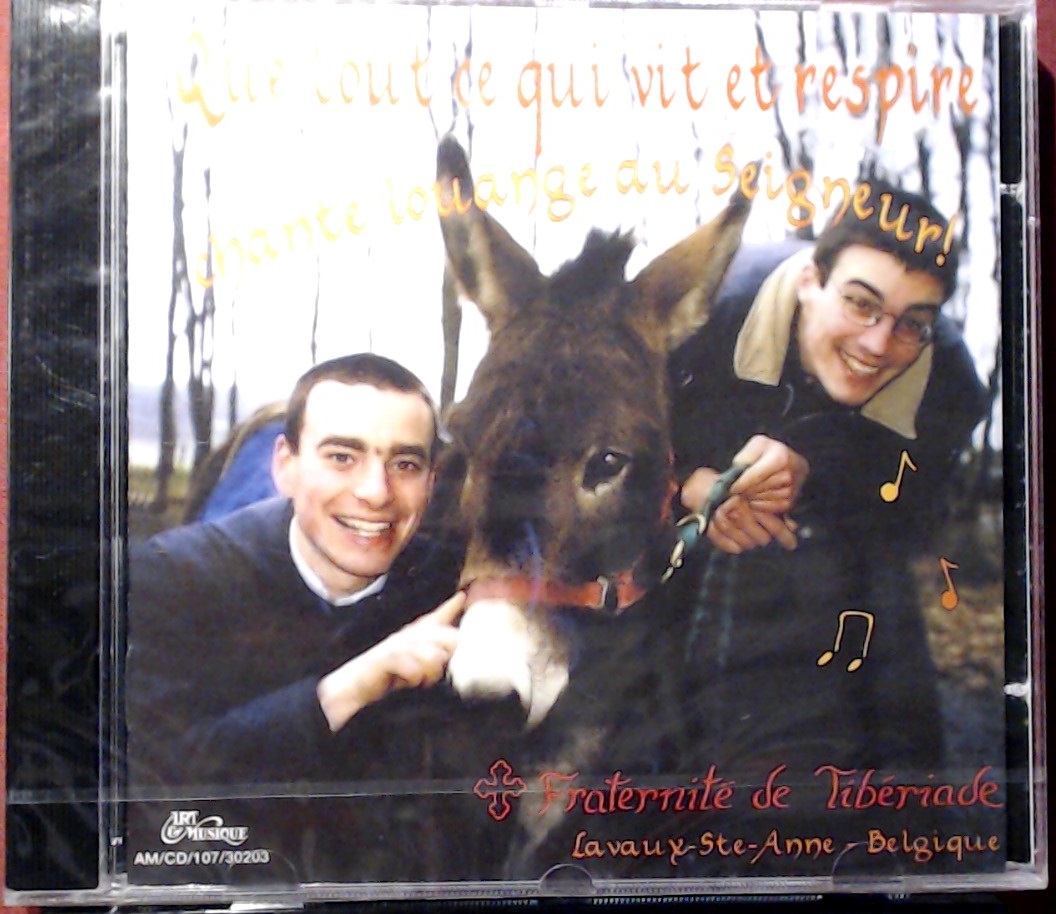 Que tout ce qui vit et respire
chante louange au Seigneur!
Fraternité de Tibériade
Lavaux-Ste-Anne - Belgique
ART
& MUSIQUE
AM/CD/107/30203